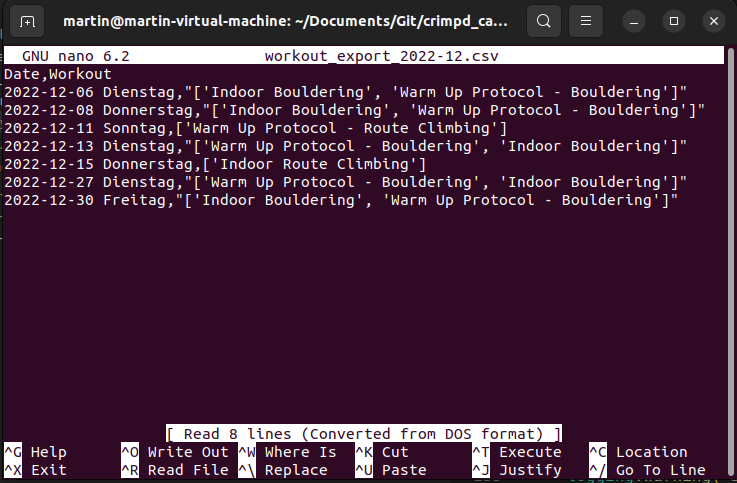 martin@martin-virtual-machine: ~/Documents/Git/crimpd_ca...
GNU nano 6.2 workout_export_2022-12.csv
Date,Workout
2022-12-06 Dienstag,"['Indoor Bouldering', 'Warm Up Protocol - Bouldering']"
2022-12-08 Donnerstag,"['Indoor Bouldering', 'Warm Up Protocol - Bouldering']"
2022-12-11 Sonntag,['Warm Up Protocol - Route Climbing']
2022-12-13 Dienstag,"['Warm Up Protocol - Bouldering', 'Indoor Bouldering']"
2022-12-15 Donnerstag,['Indoor Route Climbing']
2022-12-27 Dienstag,"['Warm Up Protocol - Bouldering', 'Indoor Bouldering']"
2022-12-30 Freitag,"['Indoor Bouldering', 'Warm Up Protocol - Bouldering']"
[ Read 8 lines (Converted from DOS format) ]
^G Help ^O Write Out ^W Where Is ^K Cut ^T Execute ^C Location
^X Exit ^R Read File ^\ Replace ^U Paste ^J Justify ^/ Go To Line